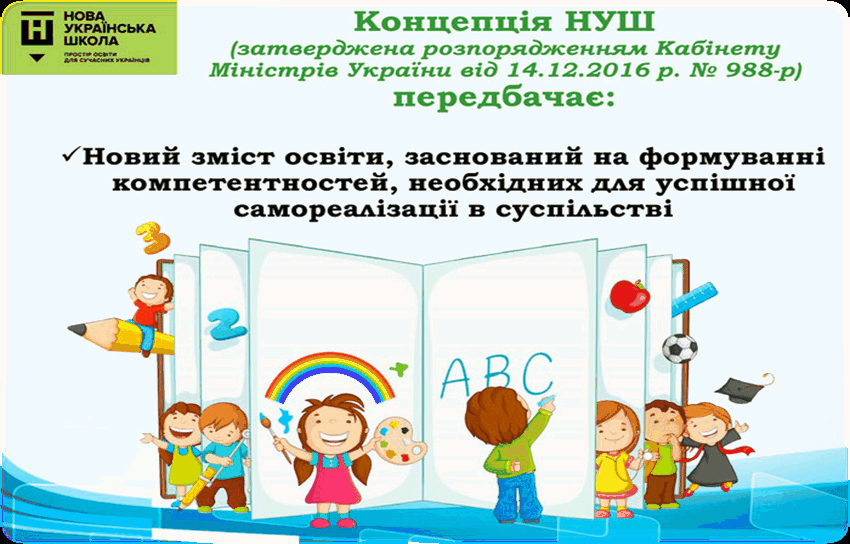 НОВА
УКРАЇНСЬКА
ШКОЛА
ПРОСТІР ОСВІТИ
ДЛЯ СУЧАСНИХ УКРАЇНЦІВ
Концепція НУШ
(затверджена розпорядженням Кабінету
Міністрів України від 14.12.2016 р. № 988-р)
передбачає:
✓Новий зміст освіти, заснований на формуванні
компетентностей, необхідних для успішної
самореалізації в суспільстві
3
2
ABC